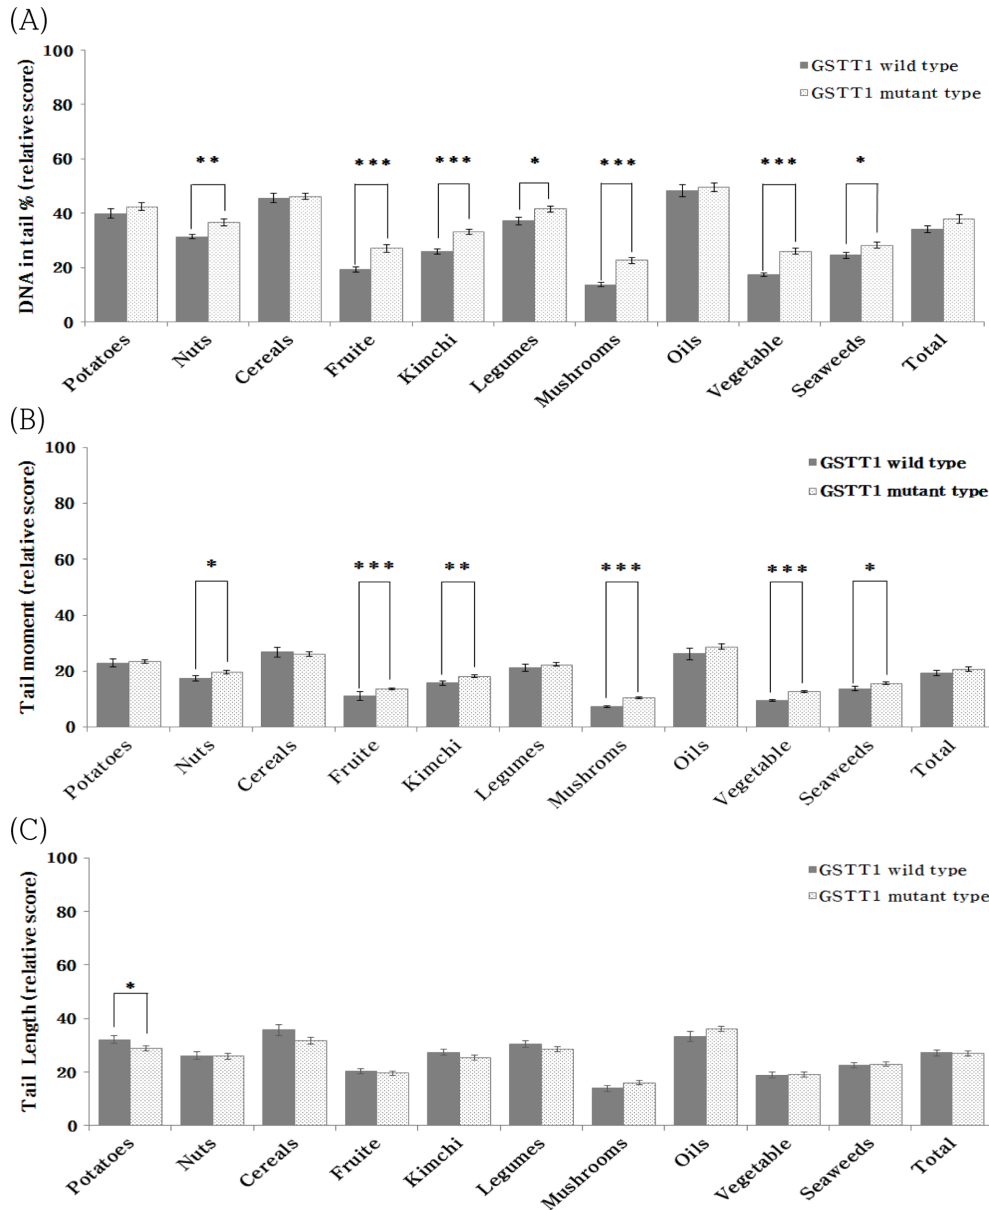 (A)
DNA in tail % (relative score)
100
80
60
40
20
0
GSTT1 wild type
GSTT1 mutant type
** *** *** * *** *** *
Potatoes Nuts Cereals Fruite Kimchi Legumes Mushrooms Oils Vegetable Seaweeds Total
(B)
Tail moment (relative score)
100
80
60
40
20
0
GSTT1 wild type
GSTT1 mutant type
* *** ** *** *** *
Potatoes Nuts Cereals Fruite Kimchi Legumes Mushroms Oils Vegetable Seaweeds Total
(C)
Tail Length (relative score)
100
80
60
40
20
0
GSTT1 wild type
GSTT1 mutant type
*
Potatoes Nuts Cereals Fruite Kimchi Legumes Mushrooms Oils Vegetable Seaweeds Total